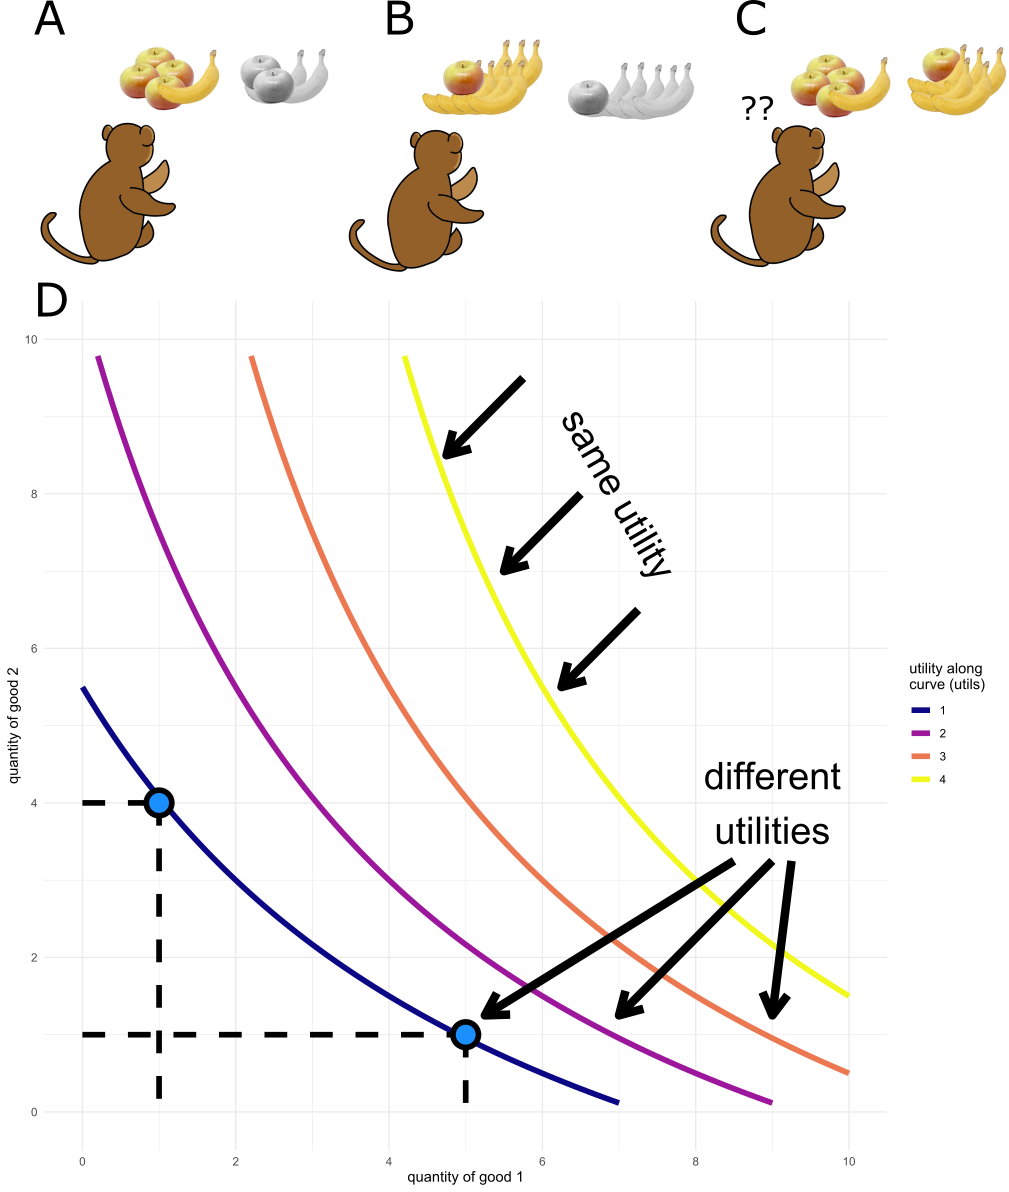 A
B
C
??
D
same utility
different
utilities
10
8
6
4
2
0
quantity of good 2
0
2
4
6
8
10
quantity of good 1
utility along
curve (utils)
1
2
3
4